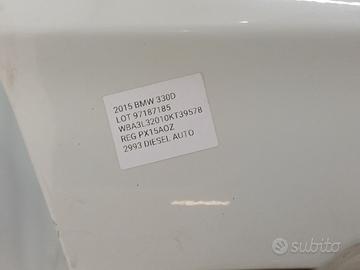 2015 BMW 330D
LOT 97187185
WBA3L32010KT39578
REG PX15AOZ
2993 DIESEL AUTO
subito